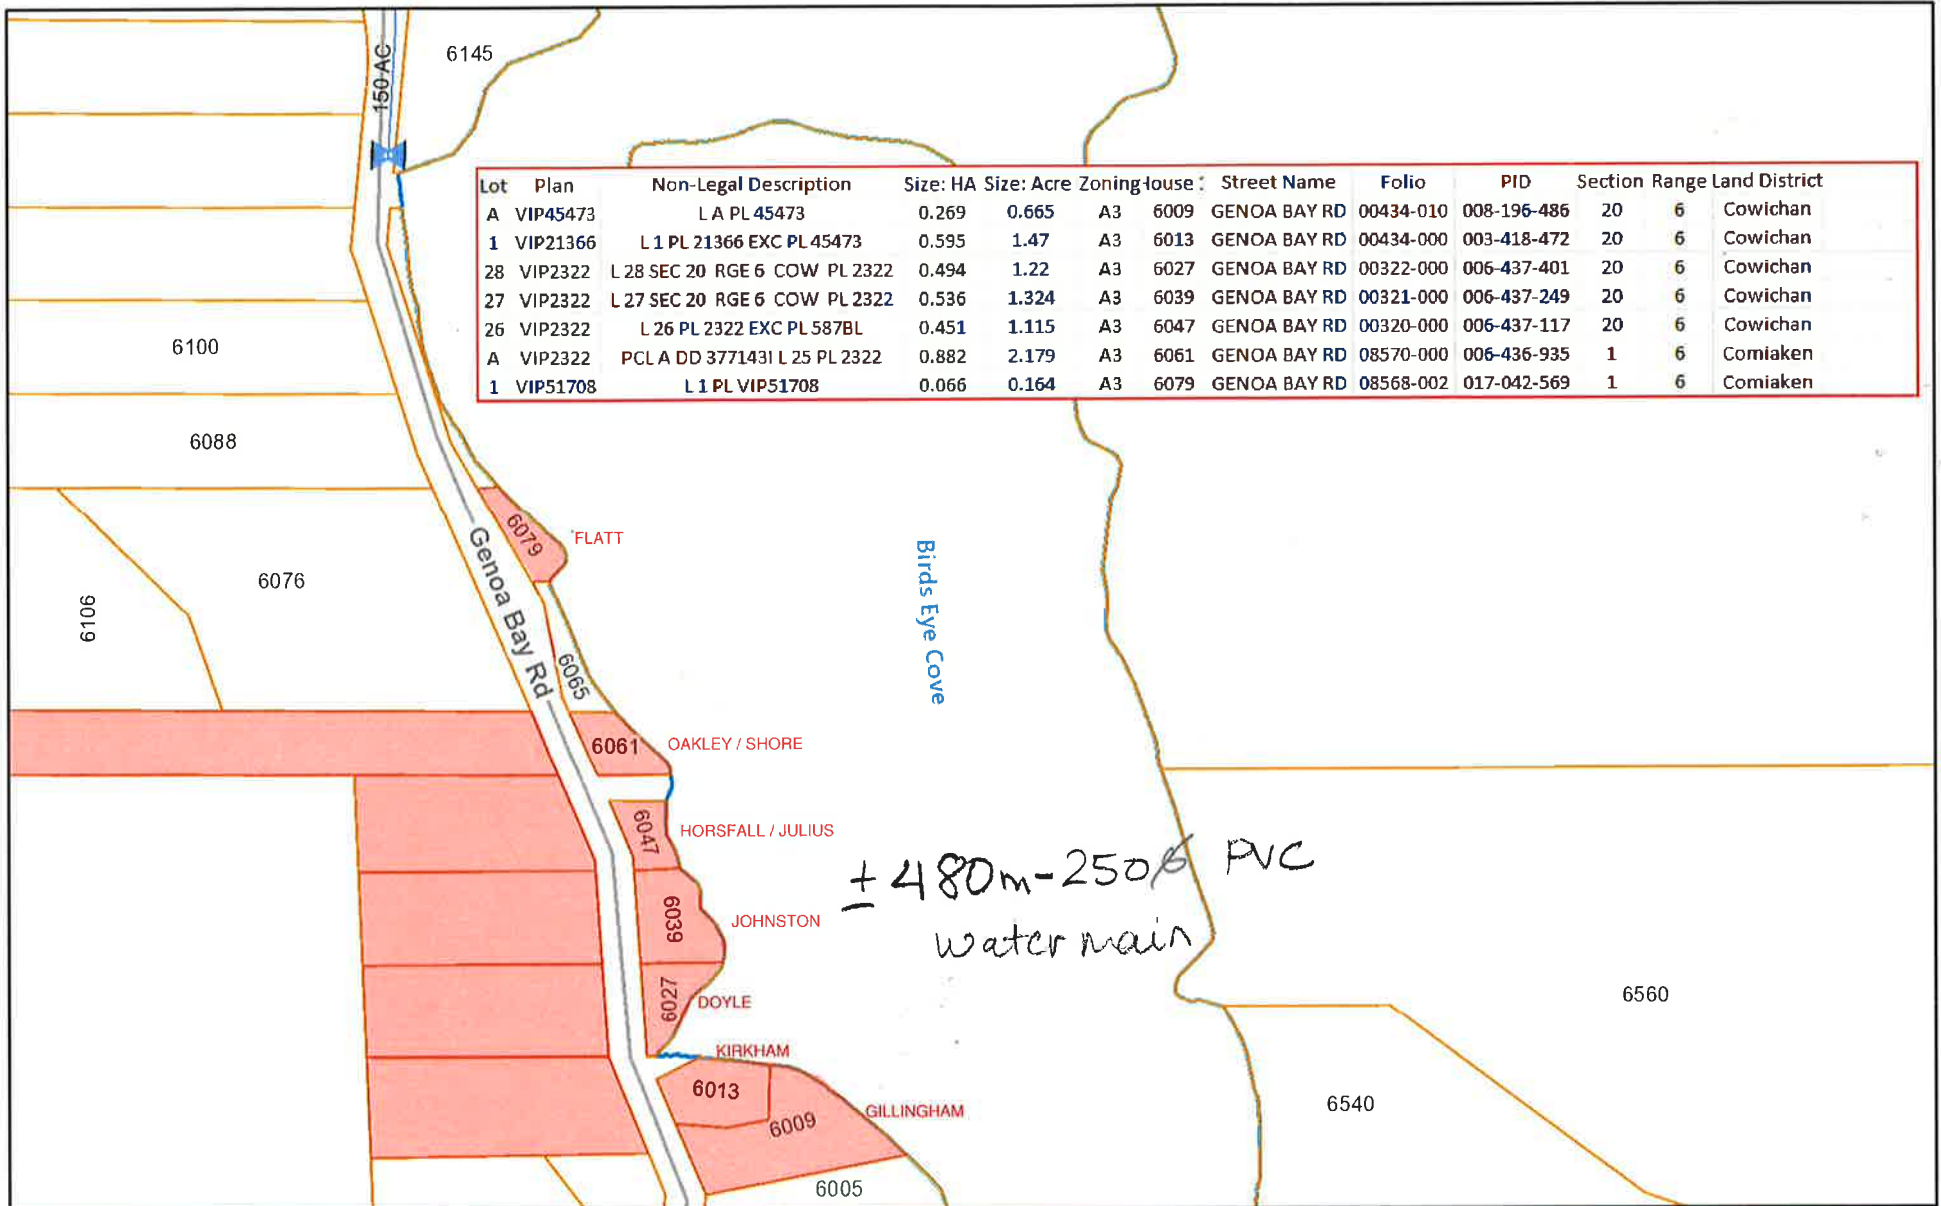 6145
150 AC
Lot Plan Non-Legal Description Size: HA Size: Acre Zoning House : Street Name Folio PID Section Range Land District
A VIP45473 L A PL 45473 0.269 0.665 A3 6009 GENOA BAY RD 00434-010 008-196-486 20 6 Cowichan
1 VIP21366 L 1 PL 21366 EXC PL 45473 0.595 1.47 A3 6013 GENOA BAY RD 00434-000 003-418-472 20 6 Cowichan
28 VIP2322 L 28 SEC 20 RGE 6 COW PL 2322 0.494 1.22 A3 6027 GENOA BAY RD 00322-000 006-437-401 20 6 Cowichan
27 VIP2322 L 27 SEC 20 RGE 6 COW PL 2322 0.536 1.324 A3 6039 GENOA BAY RD 00321-000 006-437-249 20 6 Cowichan
26 VIP2322 L 26 PL 2322 EXC PL 587BL 0.451 1.115 A3 6047 GENOA BAY RD 00320-000 006-437-117 20 6 Cowichan
A VIP2322 PCL A DD 377143I L 25 PL 2322 0.882 2.179 A3 6061 GENOA BAY RD 08570-000 006-436-935 1 6 Comiaken
1 VIP51708 L 1 PL VIP51708 0.066 0.164 A3 6079 GENOA BAY RD 08568-002 017-042-569 1 6 Comiaken
6100
6088
6079
FLATT
Genoa Bay Rd
Birds Eye Cove
6076
6106
6065
6061
OAKLEY / SHORE
6047
HORSFALL / JULIUS
±480m-250ø PVC
water main
6039
JOHNSTON
6027
DOYLE
6560
KIRKHAM
6013
6540
GILLINGHAM
6009
6005